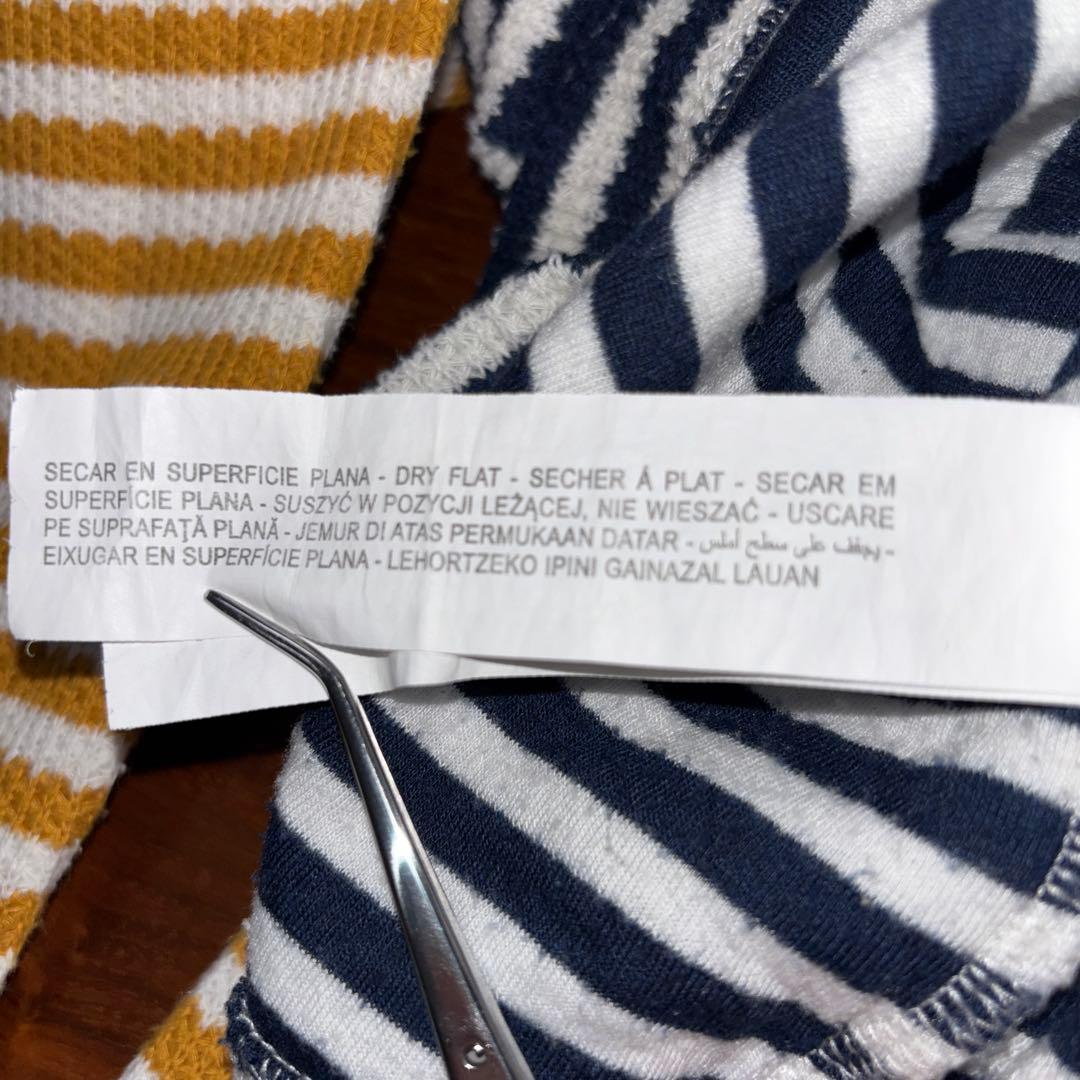 SECAR EN SUPERFICIE PLANA - DRY FLAT - SECHER Á PLAT - SECAR EM
SUPERFÍCIE PLANA - SUSZYĆ W POZYCJI LEŻĄCEJ, NIE WIESZAĆ - USCARE
PE SUPRAFAŢĂ PLANĂ - JEMUR DI ATAS PERMUKAAN DATAR - يجفف على سطح أملس -
EIXUGAR EN SUPERFÍCIE PLANA - LEHORTZEKO IPINI GAINAZAL LAUAN